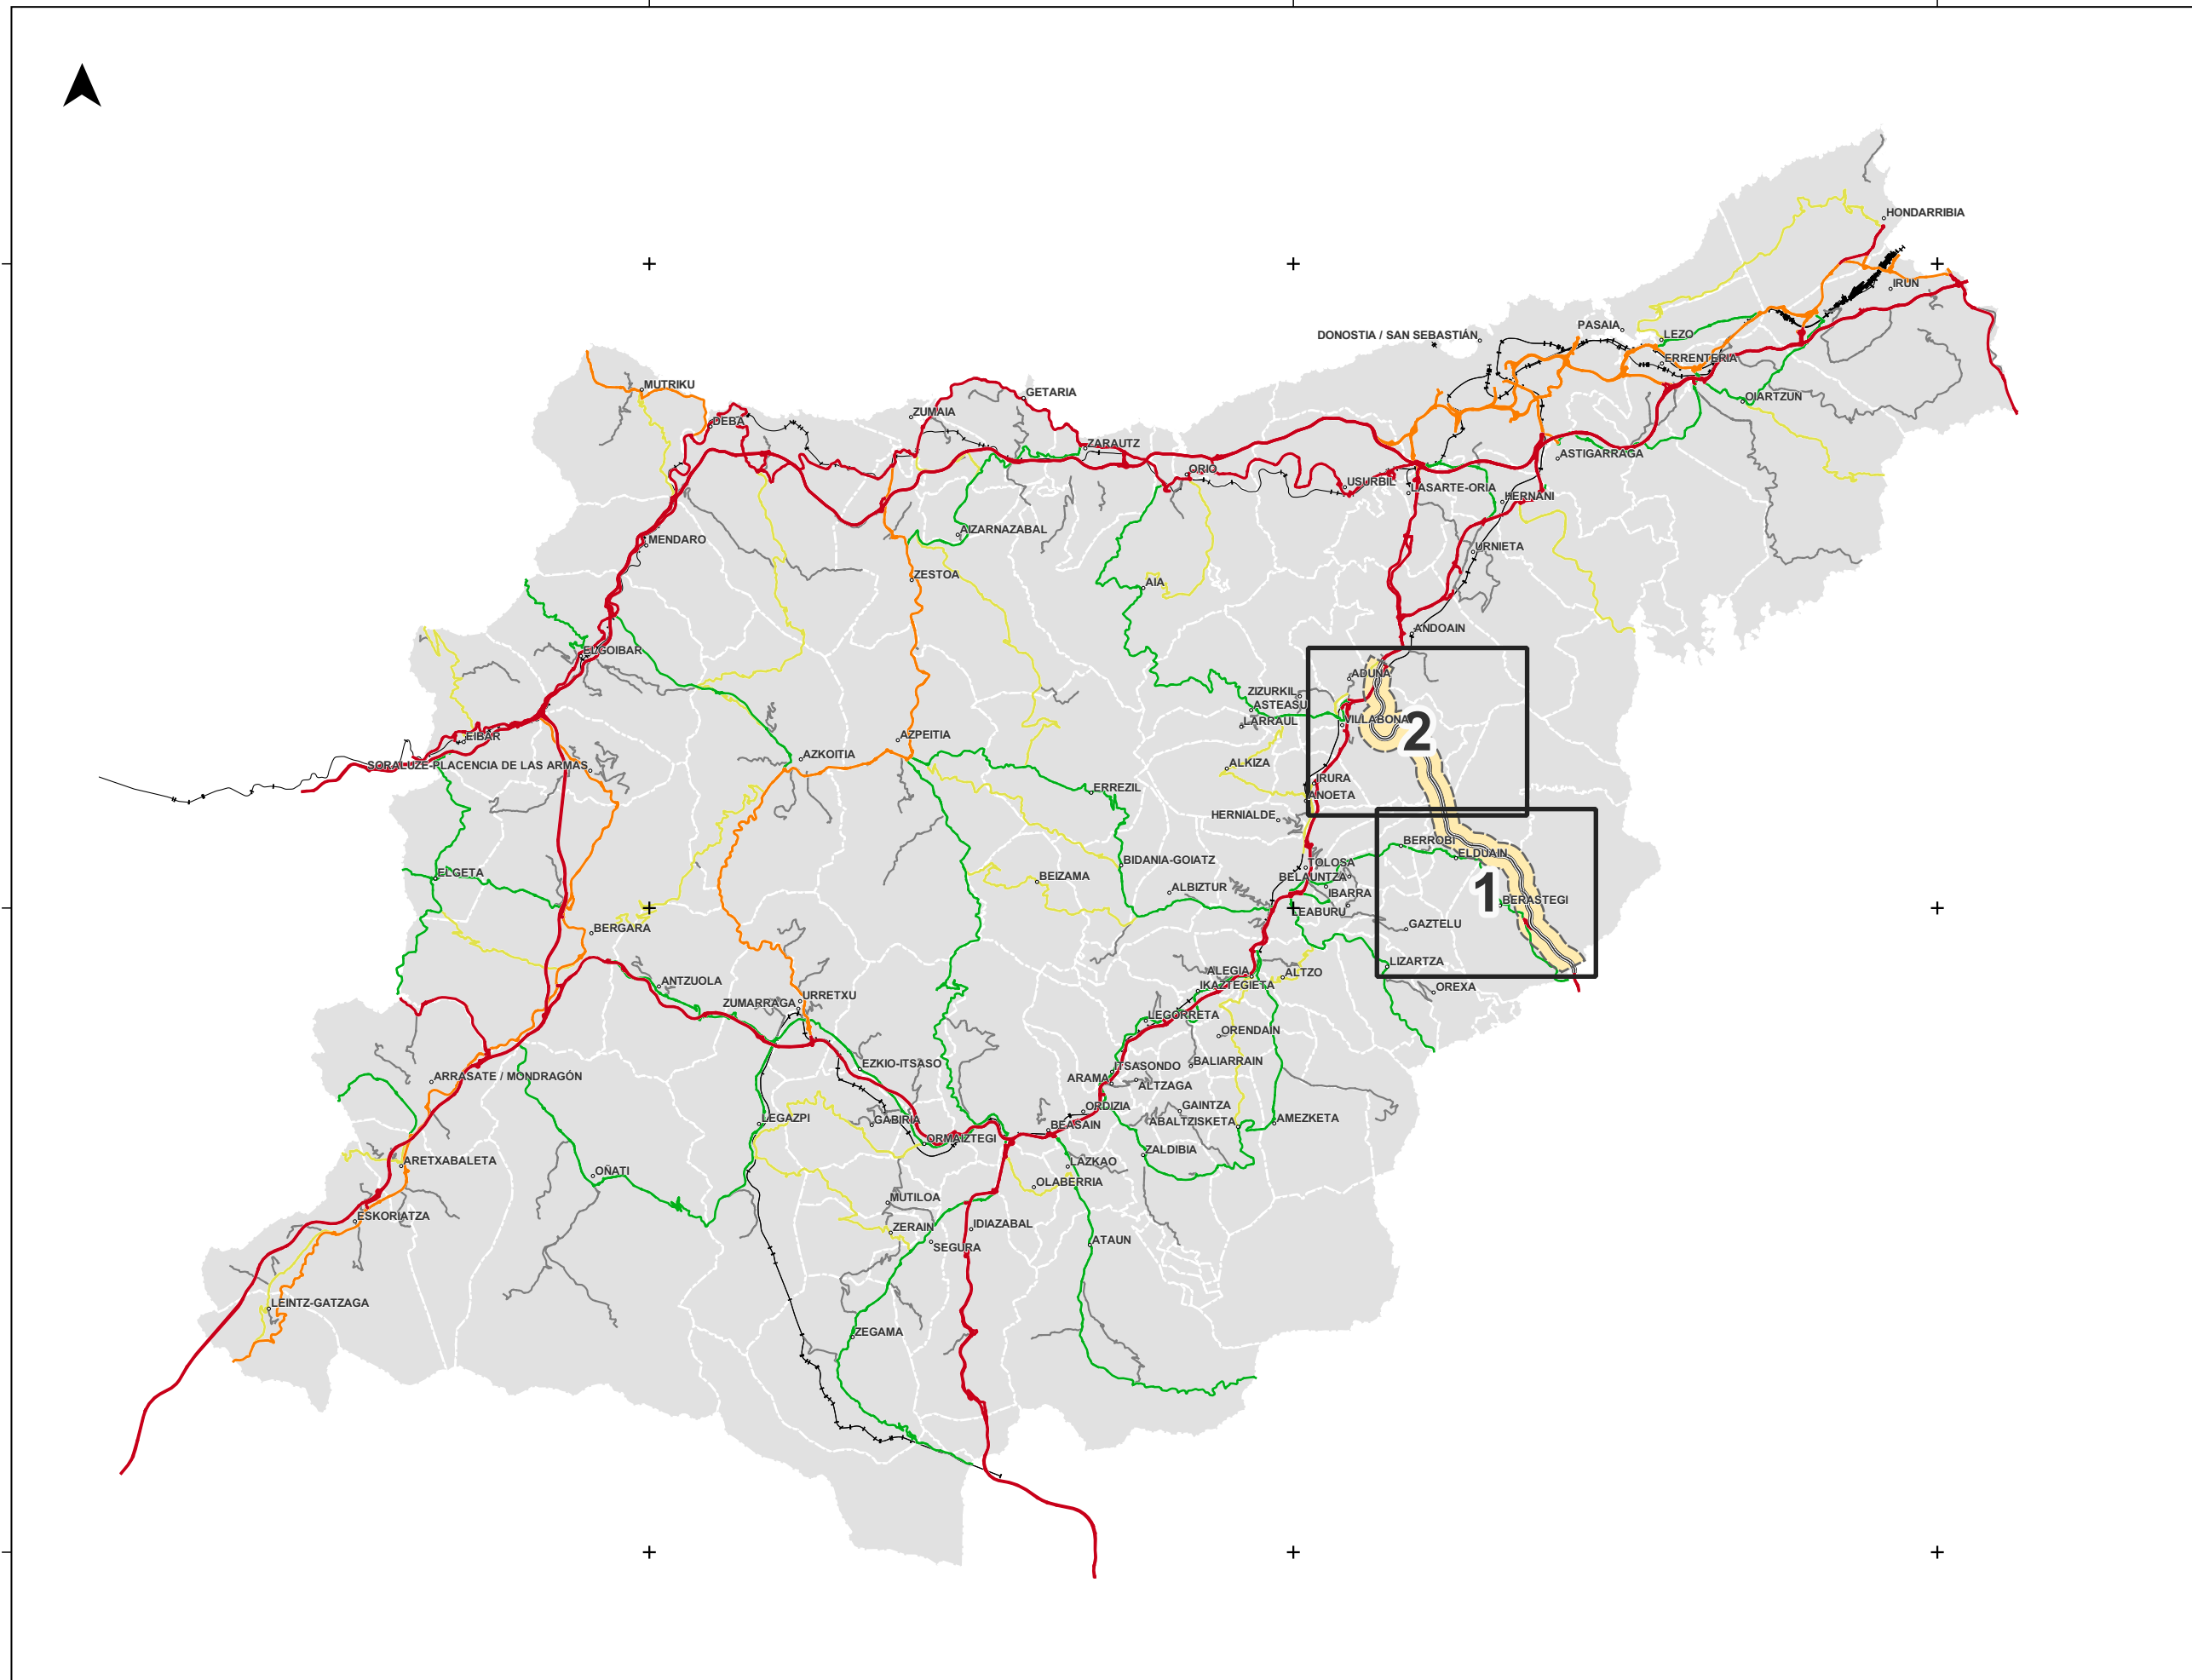 HONDARRIBIA
IRUN
PASAIA
DONOSTIA / SAN SEBASTIÁN
LEZO
ERRENTERIA
MUTRIKU
GETARIA
OIARTZUN
ZUMAIA
DEBA
ZARAUTZ
ASTIGARRAGA
ORIO
USURBIL
LASARTE-ORIA
HERNANI
AIZARNAZABAL
MENDARO
URNIETA
ZESTOA
AIA
ANDOAIN
ELGOIBAR
ADUNA
ZIZURKIL
ASTEASU
LARRAUL
VILLABONA
2
EIBAR
AZPEITIA
AZKOITIA
SORALUZE-PLACENCIA DE LAS ARMAS
ALKIZA
IRURA
ERREZIL
ANOETA
HERNIALDE
BERROBI
ELDUAIN
BIDANIA-GOIATZ
TOLOSA
ELGETA
BEIZAMA
BELAUNTZA
ALBIZTUR
IBARRA
1
BERASTEGI
LEABURU
GAZTELU
BERGARA
LIZARTZA
ALEGIA
ALTZO
ANTZUOLA
IKAZTEGIETA
OREXA
URRETXU
ZUMARRAGA
LEGORRETA
ORENDAIN
EZKIO-ITSASO
BALIARRAIN
ITSASONDO
ARRASATE / MONDRAGÓN
ARAMA
ALTZAGA
ORDIZIA
GAINTZA
LEGAZPI
GABIRIA
ABALTZISKETA
AMEZKETA
BEASAIN
ORMAIZTEGI
ZALDIBIA
ARETXABALETA
LAZKAO
OÑATI
OLABERRIA
MUTILOA
ESKORIATZA
ZERAIN
IDIAZABAL
SEGURA
ATAUN
LEINTZ-GATZAGA
ZEGAMA